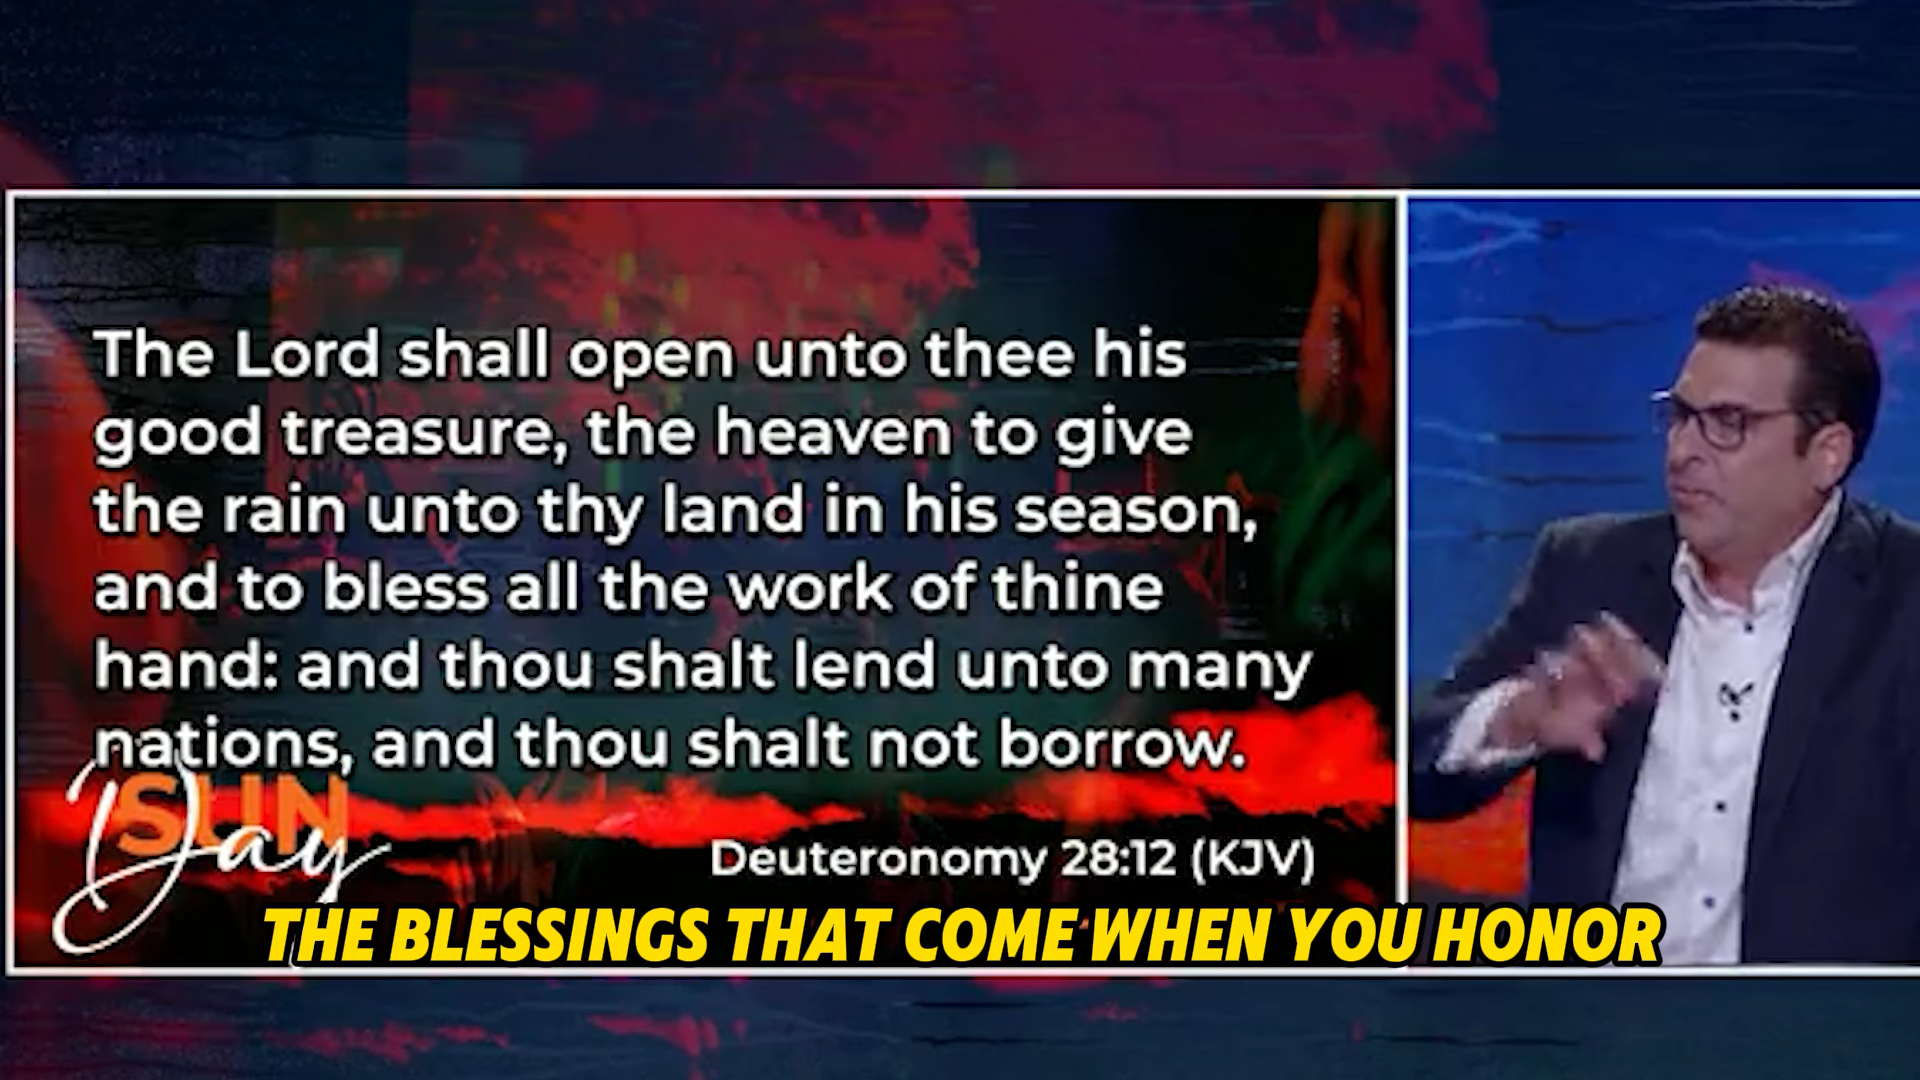 The Lord shall open unto thee his
good treasure, the heaven to give
the rain unto thy land in his season,
and to bless all the work of thine
hand: and thou shalt lend unto many
nations, and thou shalt not borrow.
SUN
Day
Deuteronomy 28:12 (KJV)
THE BLESSINGS THAT COME WHEN YOU HONOR